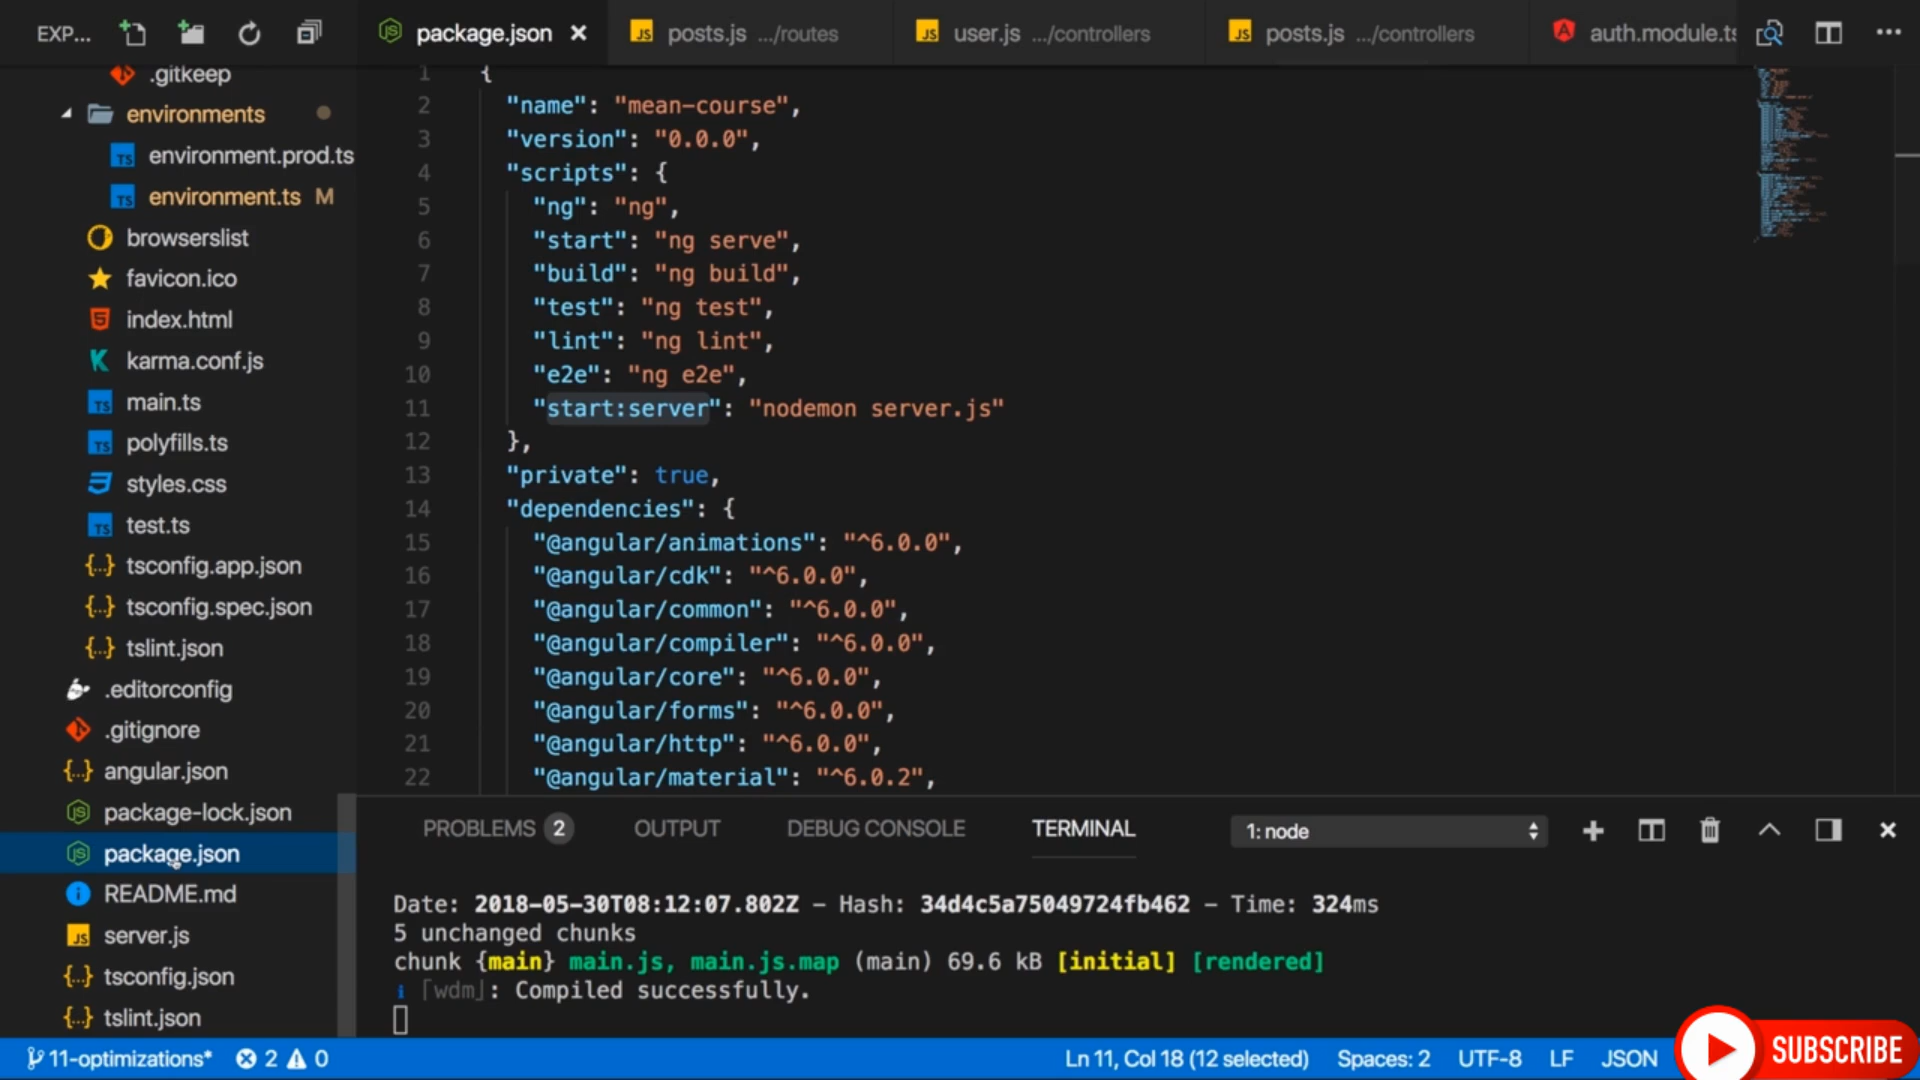 EXP...
package.json
posts.js .../routes
user.js .../controllers
posts.js .../controllers
auth.module.ts
.gitkeep
environments
environment.prod.ts
environment.ts M
browserslist
favicon.ico
index.html
karma.conf.js
main.ts
polyfills.ts
styles.css
test.ts
tsconfig.app.json
tsconfig.spec.json
tslint.json
.editorconfig
.gitignore
angular.json
package-lock.json
package.json
README.md
server.js
tsconfig.json
tslint.json
1 {
2 "name": "mean-course",
3 "version": "0.0.0",
4 "scripts": {
5 "ng": "ng",
6 "start": "ng serve",
7 "build": "ng build",
8 "test": "ng test",
9 "lint": "ng lint",
10 "e2e": "ng e2e",
11 "start:server": "nodemon server.js"
12 },
13 "private": true,
14 "dependencies": {
15 "@angular/animations": "^6.0.0",
16 "@angular/cdk": "^6.0.0",
17 "@angular/common": "^6.0.0",
18 "@angular/compiler": "^6.0.0",
19 "@angular/core": "^6.0.0",
20 "@angular/forms": "^6.0.0",
21 "@angular/http": "^6.0.0",
22 "@angular/material": "^6.0.2",
PROBLEMS 2 OUTPUT DEBUG CONSOLE TERMINAL 1: node
Date: 2018-05-30T08:12:07.802Z - Hash: 34d4c5a75049724fb462 - Time: 324ms
5 unchanged chunks
chunk {main} main.js, main.js.map (main) 69.6 kB [initial] [rendered]
ℹ ｢wdm｣: Compiled successfully.
11-optimizations* 2 0 Ln 11, Col 18 (12 selected) Spaces: 2 UTF-8 LF JSON
SUBSCRIBE